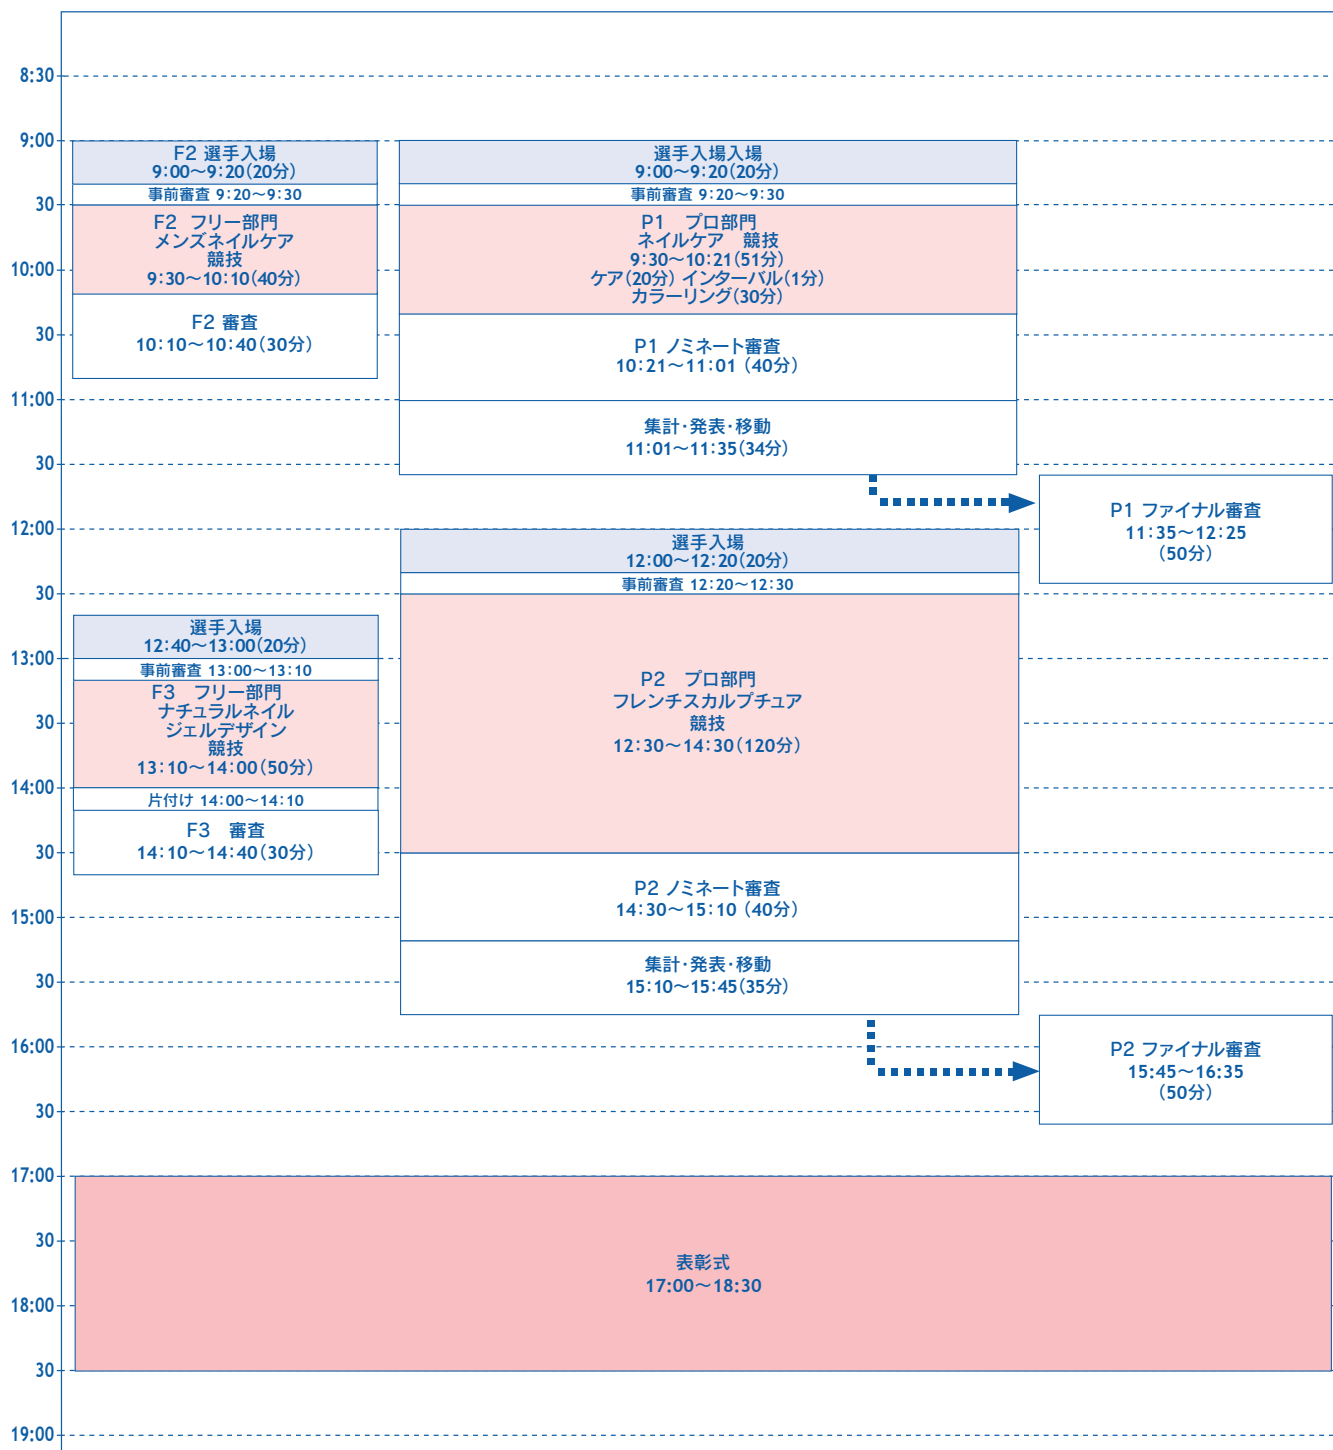 8:30
9:00
30
10:00
30
11:00
30
12:00
30
13:00
30
14:00
30
15:00
30
16:00
30
17:00
30
18:00
30
19:00
F2 選手入場
9:00～9:20(20分)
事前審査 9:20～9:30
F2 フリー部門
メンズネイルケア
競技
9:30～10:10(40分)
F2 審査
10:10～10:40(30分)
選手入場入場
9:00～9:20(20分)
事前審査 9:20～9:30
P1　プロ部門
ネイルケア　競技
9:30～10:21(51分)
ケア(20分) インターバル(1分)
カラーリング(30分)
P1 ノミネート審査
10:21～11:01 (40分)
集計・発表・移動
11:01～11:35(34分)
P1 ファイナル審査
11:35～12:25
(50分)
選手入場
12:00～12:20(20分)
事前審査 12:20～12:30
P2　プロ部門
フレンチスカルプチュア
競技
12:30～14:30(120分)
P2 ノミネート審査
14:30～15:10 (40分)
集計・発表・移動
15:10～15:45(35分)
選手入場
12:40～13:00(20分)
事前審査 13:00～13:10
F3　フリー部門
ナチュラルネイル
ジェルデザイン
競技
13:10～14:00(50分)
片付け 14:00～14:10
F3　審査
14:10～14:40(30分)
P2 ファイナル審査
15:45～16:35
(50分)
表彰式
17:00～18:30